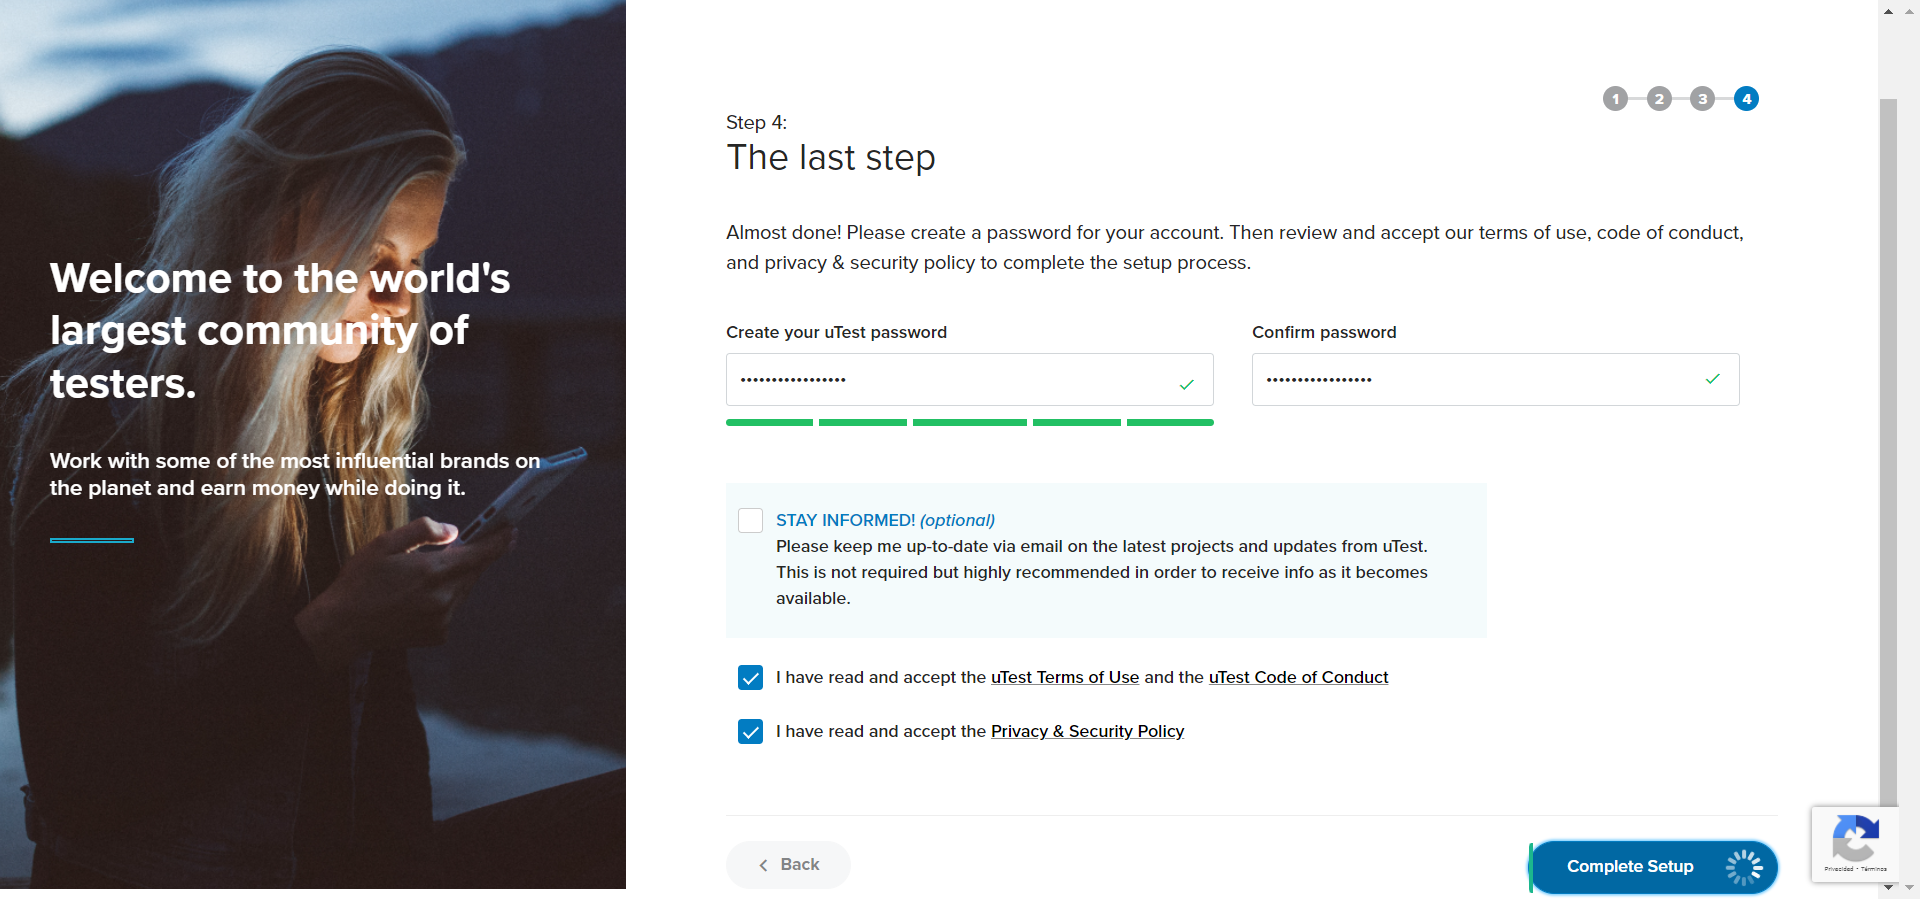 Welcome to the world's
largest community of
testers.
Work with some of the most influential brands on
the planet and earn money while doing it.
1 2 3 4
Step 4:
The last step
Almost done! Please create a password for your account. Then review and accept our terms of use, code of conduct,
and privacy & security policy to complete the setup process.
Create your uTest password
Confirm password
•••••••••••••••••
•••••••••••••••••
STAY INFORMED! (optional)
Please keep me up-to-date via email on the latest projects and updates from uTest.
This is not required but highly recommended in order to receive info as it becomes
available.
I have read and accept the uTest Terms of Use and the uTest Code of Conduct
I have read and accept the Privacy & Security Policy
Back
Complete Setup
Privacidad - Términos